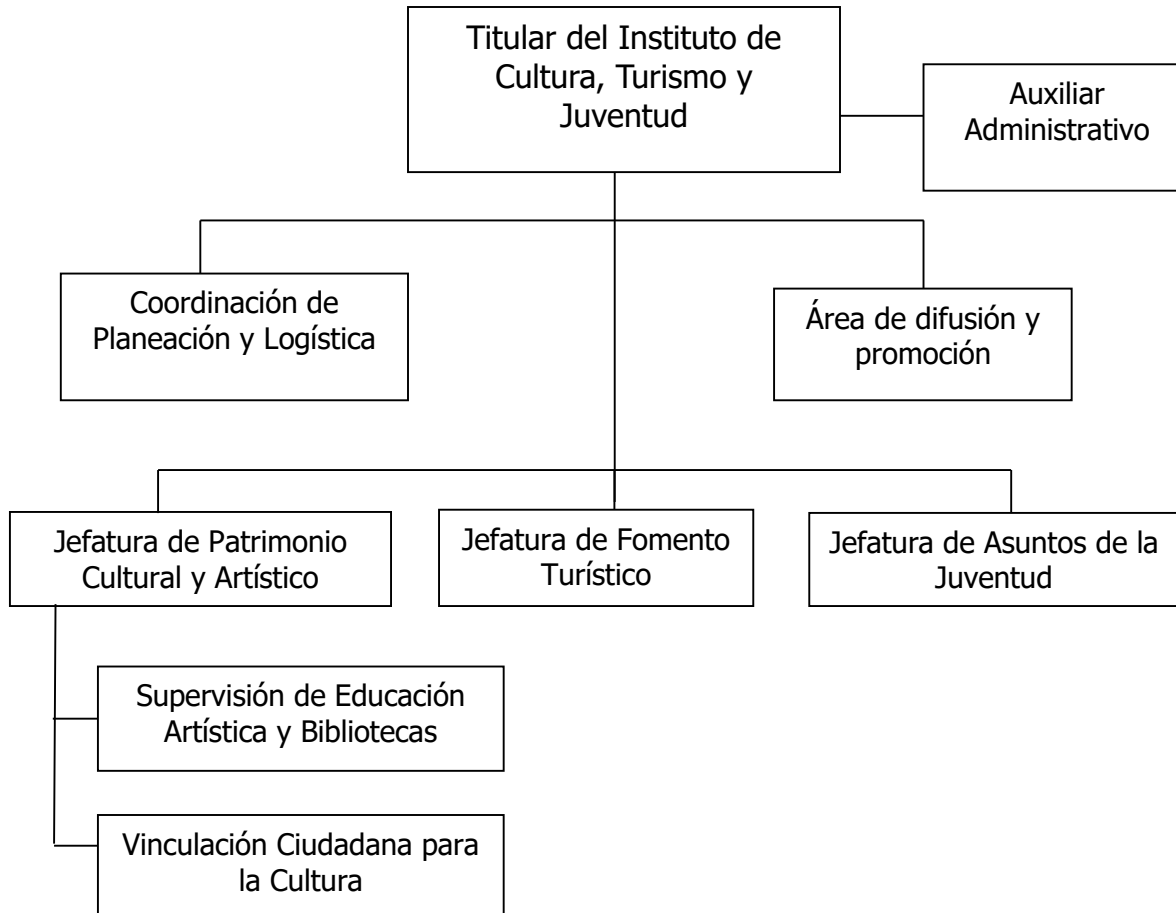 Titular del Instituto de
Cultura, Turismo y
Juventud
Auxiliar
Administrativo
Coordinación de
Planeación y Logística
Área de difusión y
promoción
Jefatura de Patrimonio
Cultural y Artístico
Jefatura de Fomento
Turístico
Jefatura de Asuntos de la
Juventud
Supervisión de Educación
Artística y Bibliotecas
Vinculación Ciudadana para
la Cultura